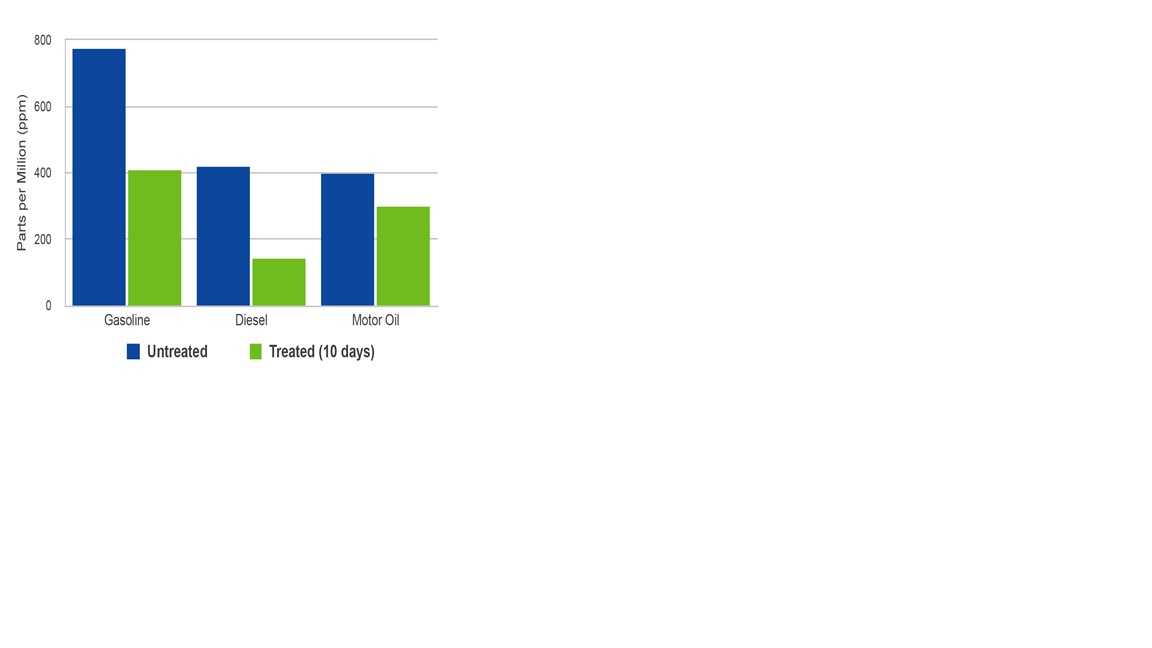 800
600
400
200
0
Parts per Million (ppm)
Gasoline Diesel Motor Oil
Untreated Treated (10 days)